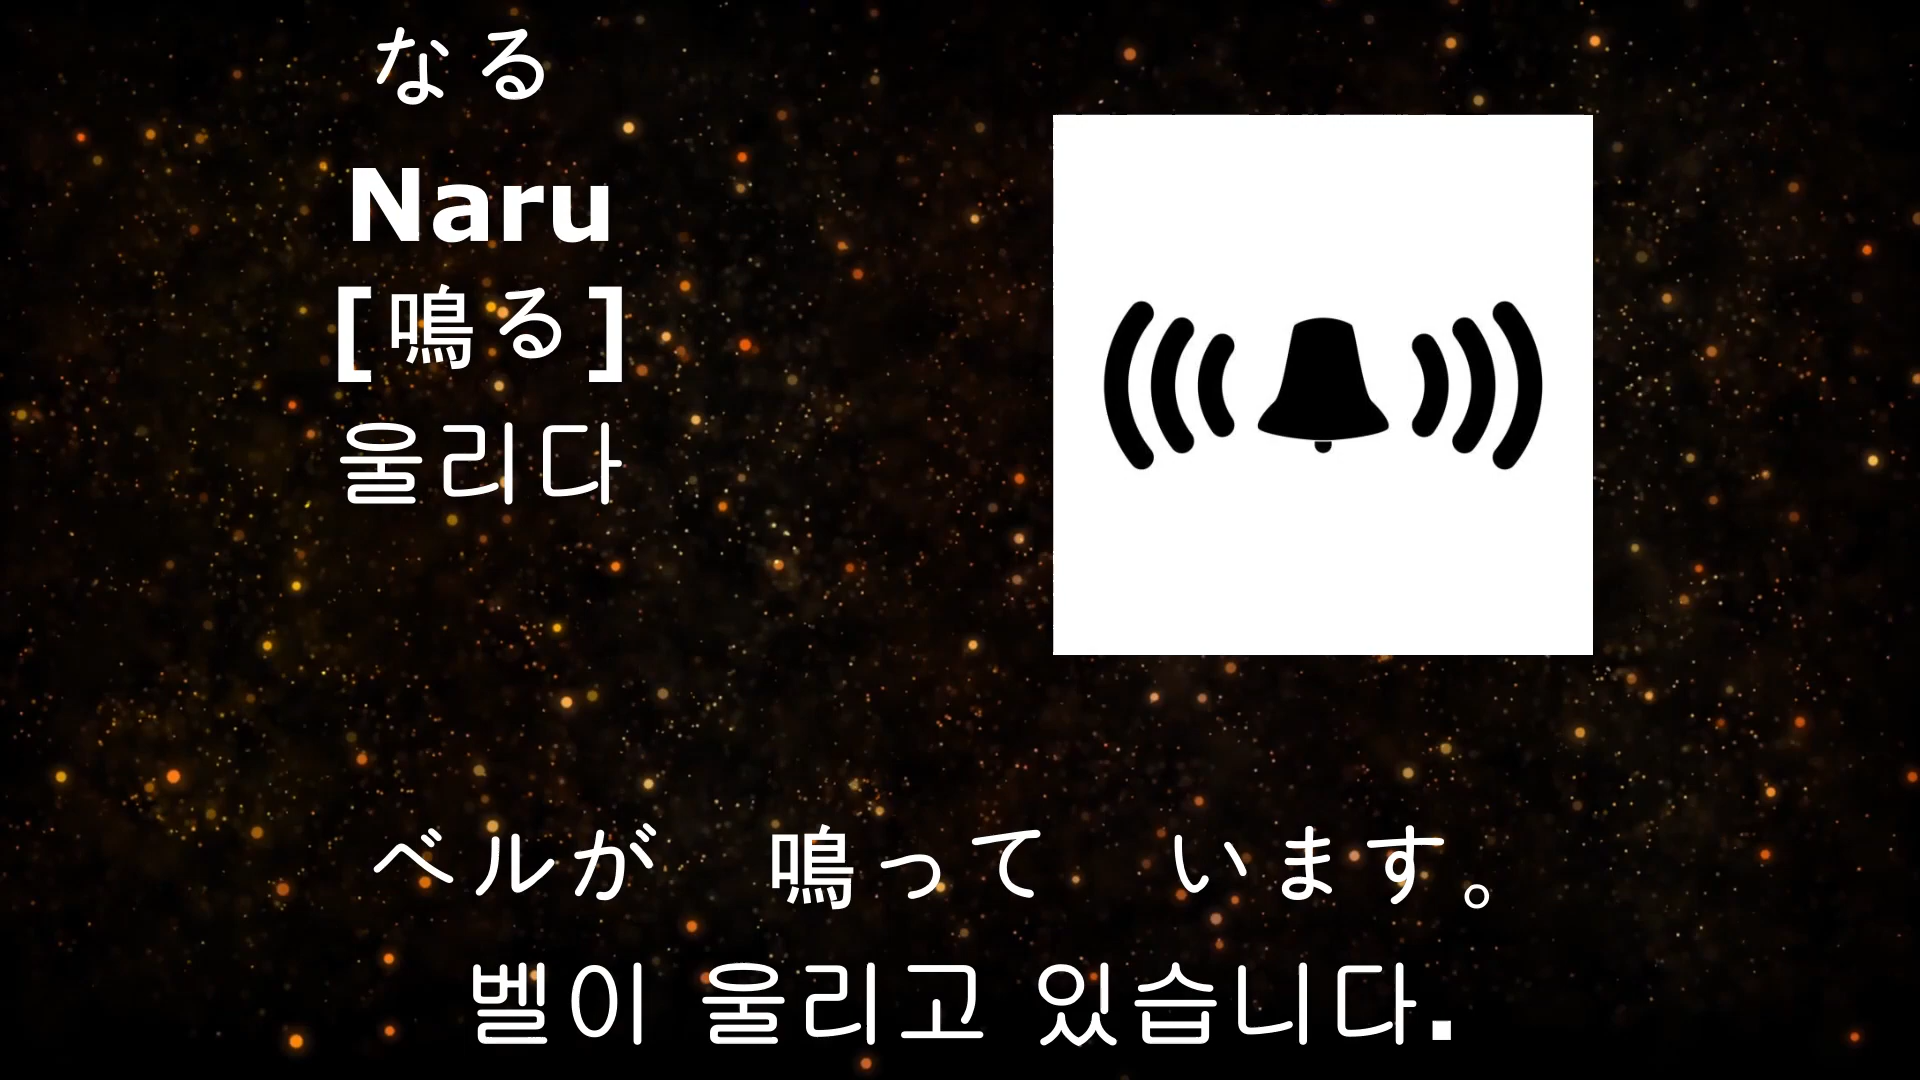 なる
Naru
[鳴る]
울리다
ベルが　鳴って　います。
벨이 울리고 있습니다.